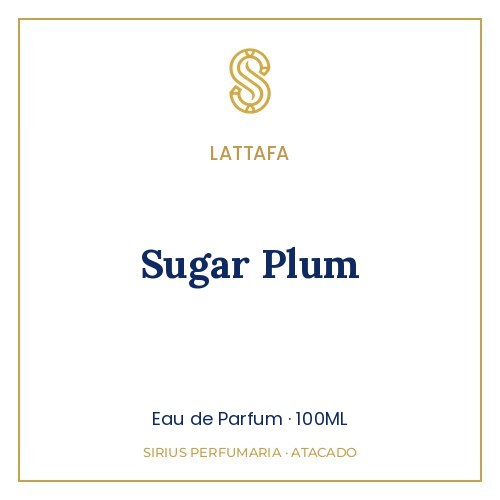 LATTAFA
Sugar Plum
Eau de Parfum · 100ML
SIRIUS PERFUMARIA · ATACADO